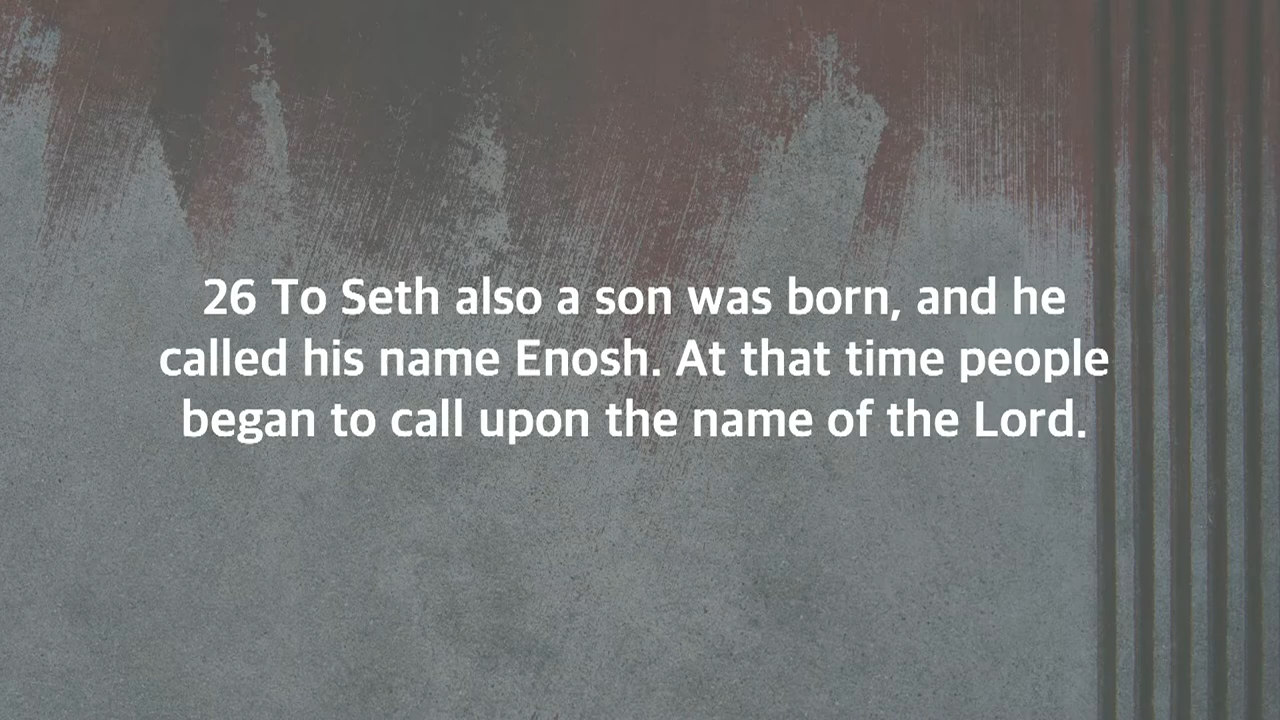 26 To Seth also a son was born, and he
called his name Enosh. At that time people
began to call upon the name of the Lord.